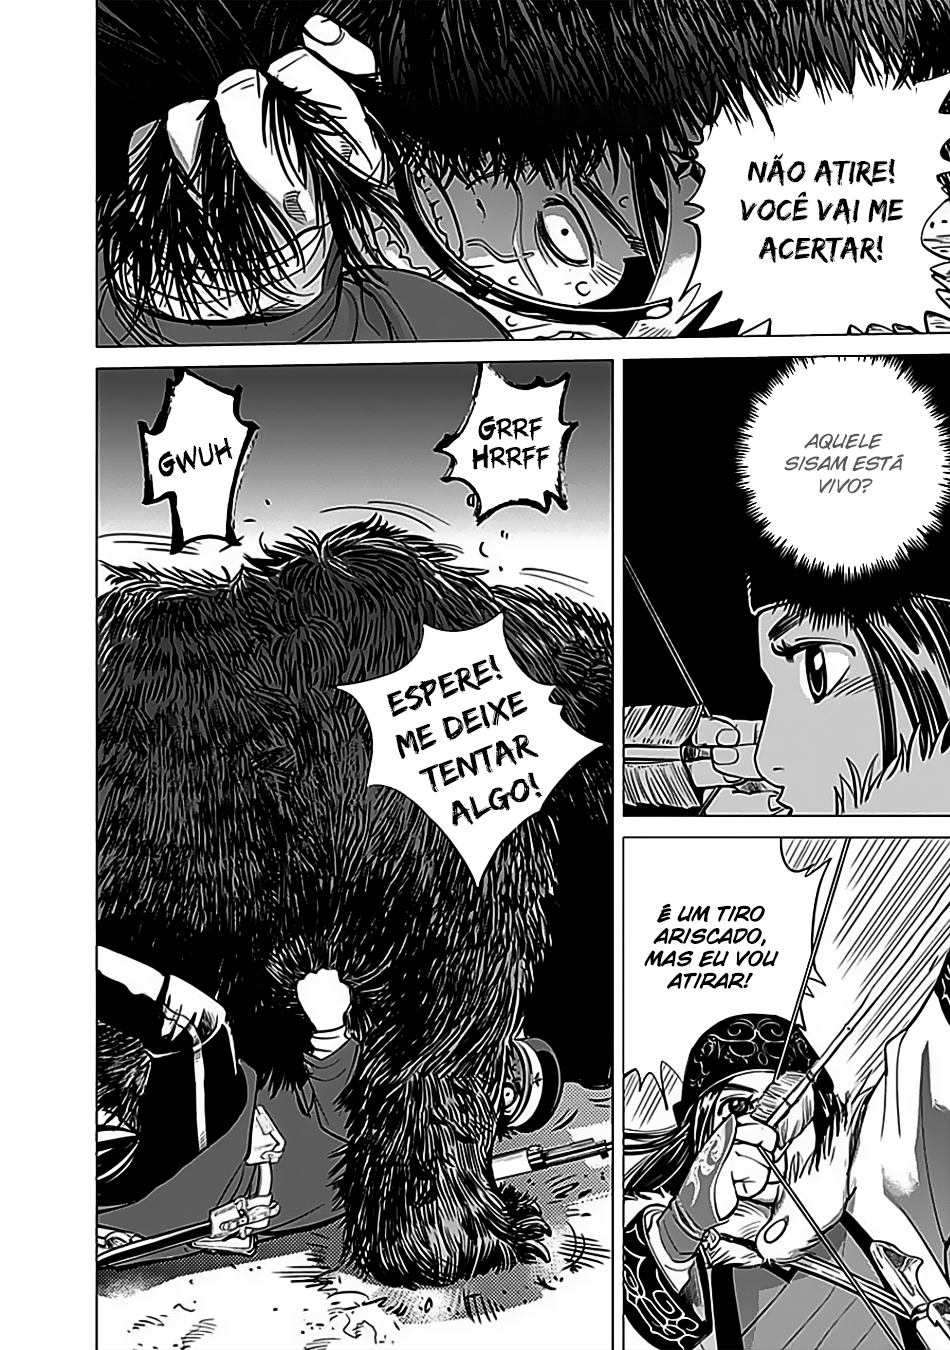 NÃO ATIRE!
VOCÊ VAI ME
ACERTAR!
AQUELE
SISAM ESTÁ
VIVO?
GRRF
HRRFF
GWUH
ESPERE!
ME DEIXE
TENTAR
ALGO!
É UM TIRO
ARISCADO,
MAS EU VOU
ATIRAR!